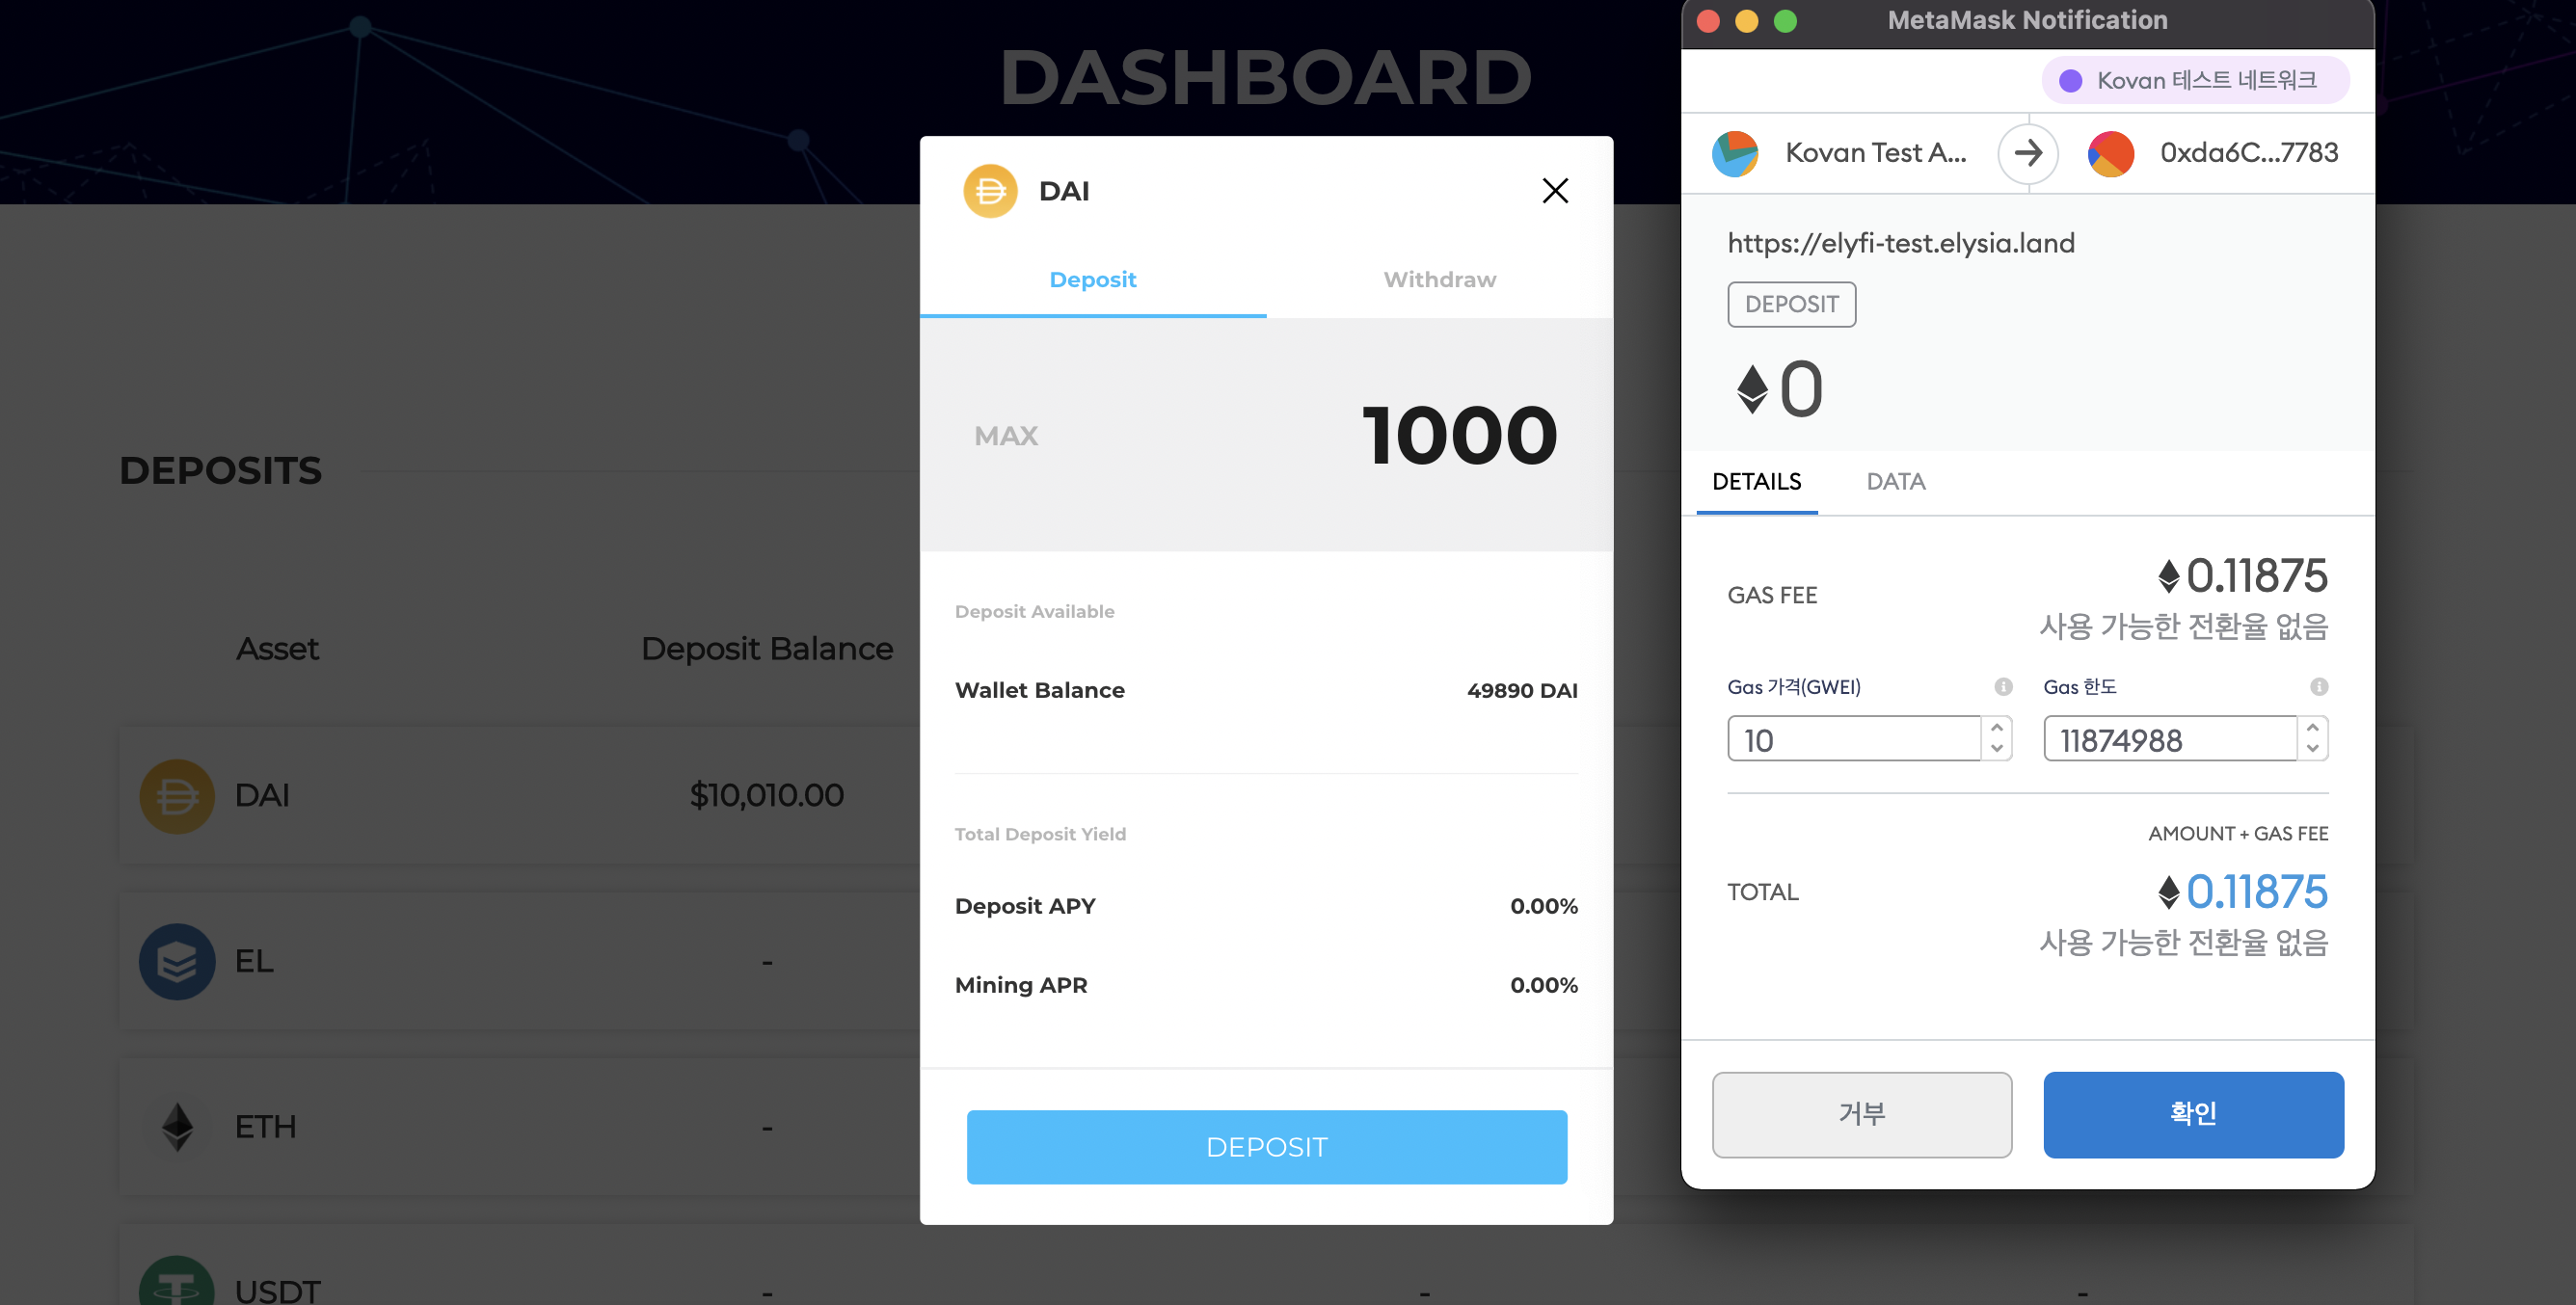 DASHBOARD
DEPOSITS
Asset
Deposit Balance
DAI
$10,010.00
EL
-
ETH
-
USDT
-
-
-
DAI
Deposit
Withdraw
MAX
1000
Deposit Available
Wallet Balance
49890 DAI
Total Deposit Yield
Deposit APY
0.00%
Mining APR
0.00%
DEPOSIT
MetaMask Notification
Kovan 테스트 네트워크
Kovan Test A...
0xda6C...7783
https://elyfi-test.elysia.land
DEPOSIT
0
DETAILS
DATA
GAS FEE
0.11875
사용 가능한 전환율 없음
Gas 가격(GWEI)
Gas 한도
10
11874988
AMOUNT + GAS FEE
TOTAL
0.11875
사용 가능한 전환율 없음
거부
확인